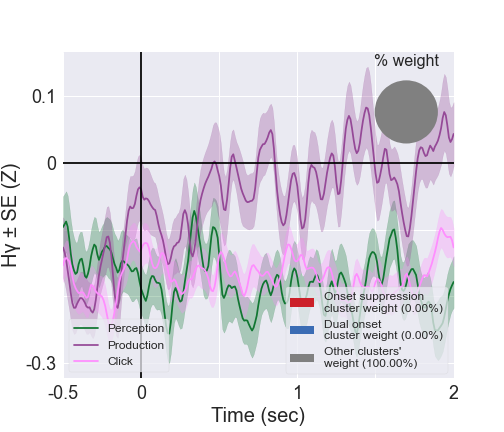 % weight
0.1
0
-0.3
Hγ ± SE (Z)
Perception
Production
Click
Onset suppression
cluster weight (0.00%)
Dual onset
cluster weight (0.00%)
Other clusters'
weight (100.00%)
-0.5
0
1
2
Time (sec)